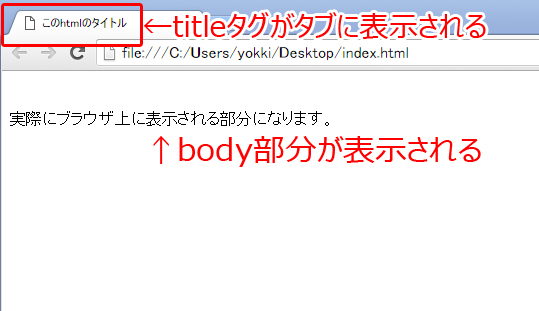 このhtmlのタイトル
←titleタグがタブに表示される
file:///C:/Users/yokki/Desktop/index.html
実際にブラウザ上に表示される部分になります。
↑body部分が表示される